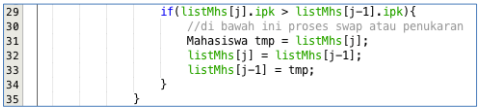 29 if(listMhs[j].ipk > listMhs[j-1].ipk){
30 //di bawah ini proses swap atau penukaran
31 Mahasiswa tmp = listMhs[j];
32 listMhs[j] = listMhs[j-1];
33 listMhs[j-1] = tmp;
34 }
35 }